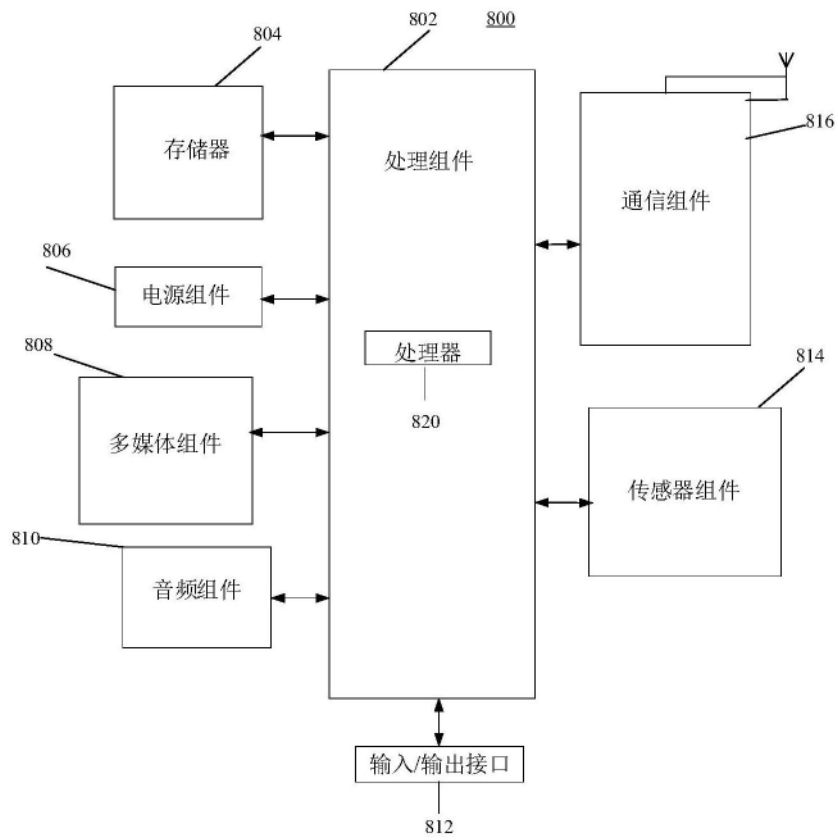 804
802
800
存储器
处理组件
816
通信组件
806
电源组件
处理器
820
808
多媒体组件
814
传感器组件
810
音频组件
输入/输出接口
812